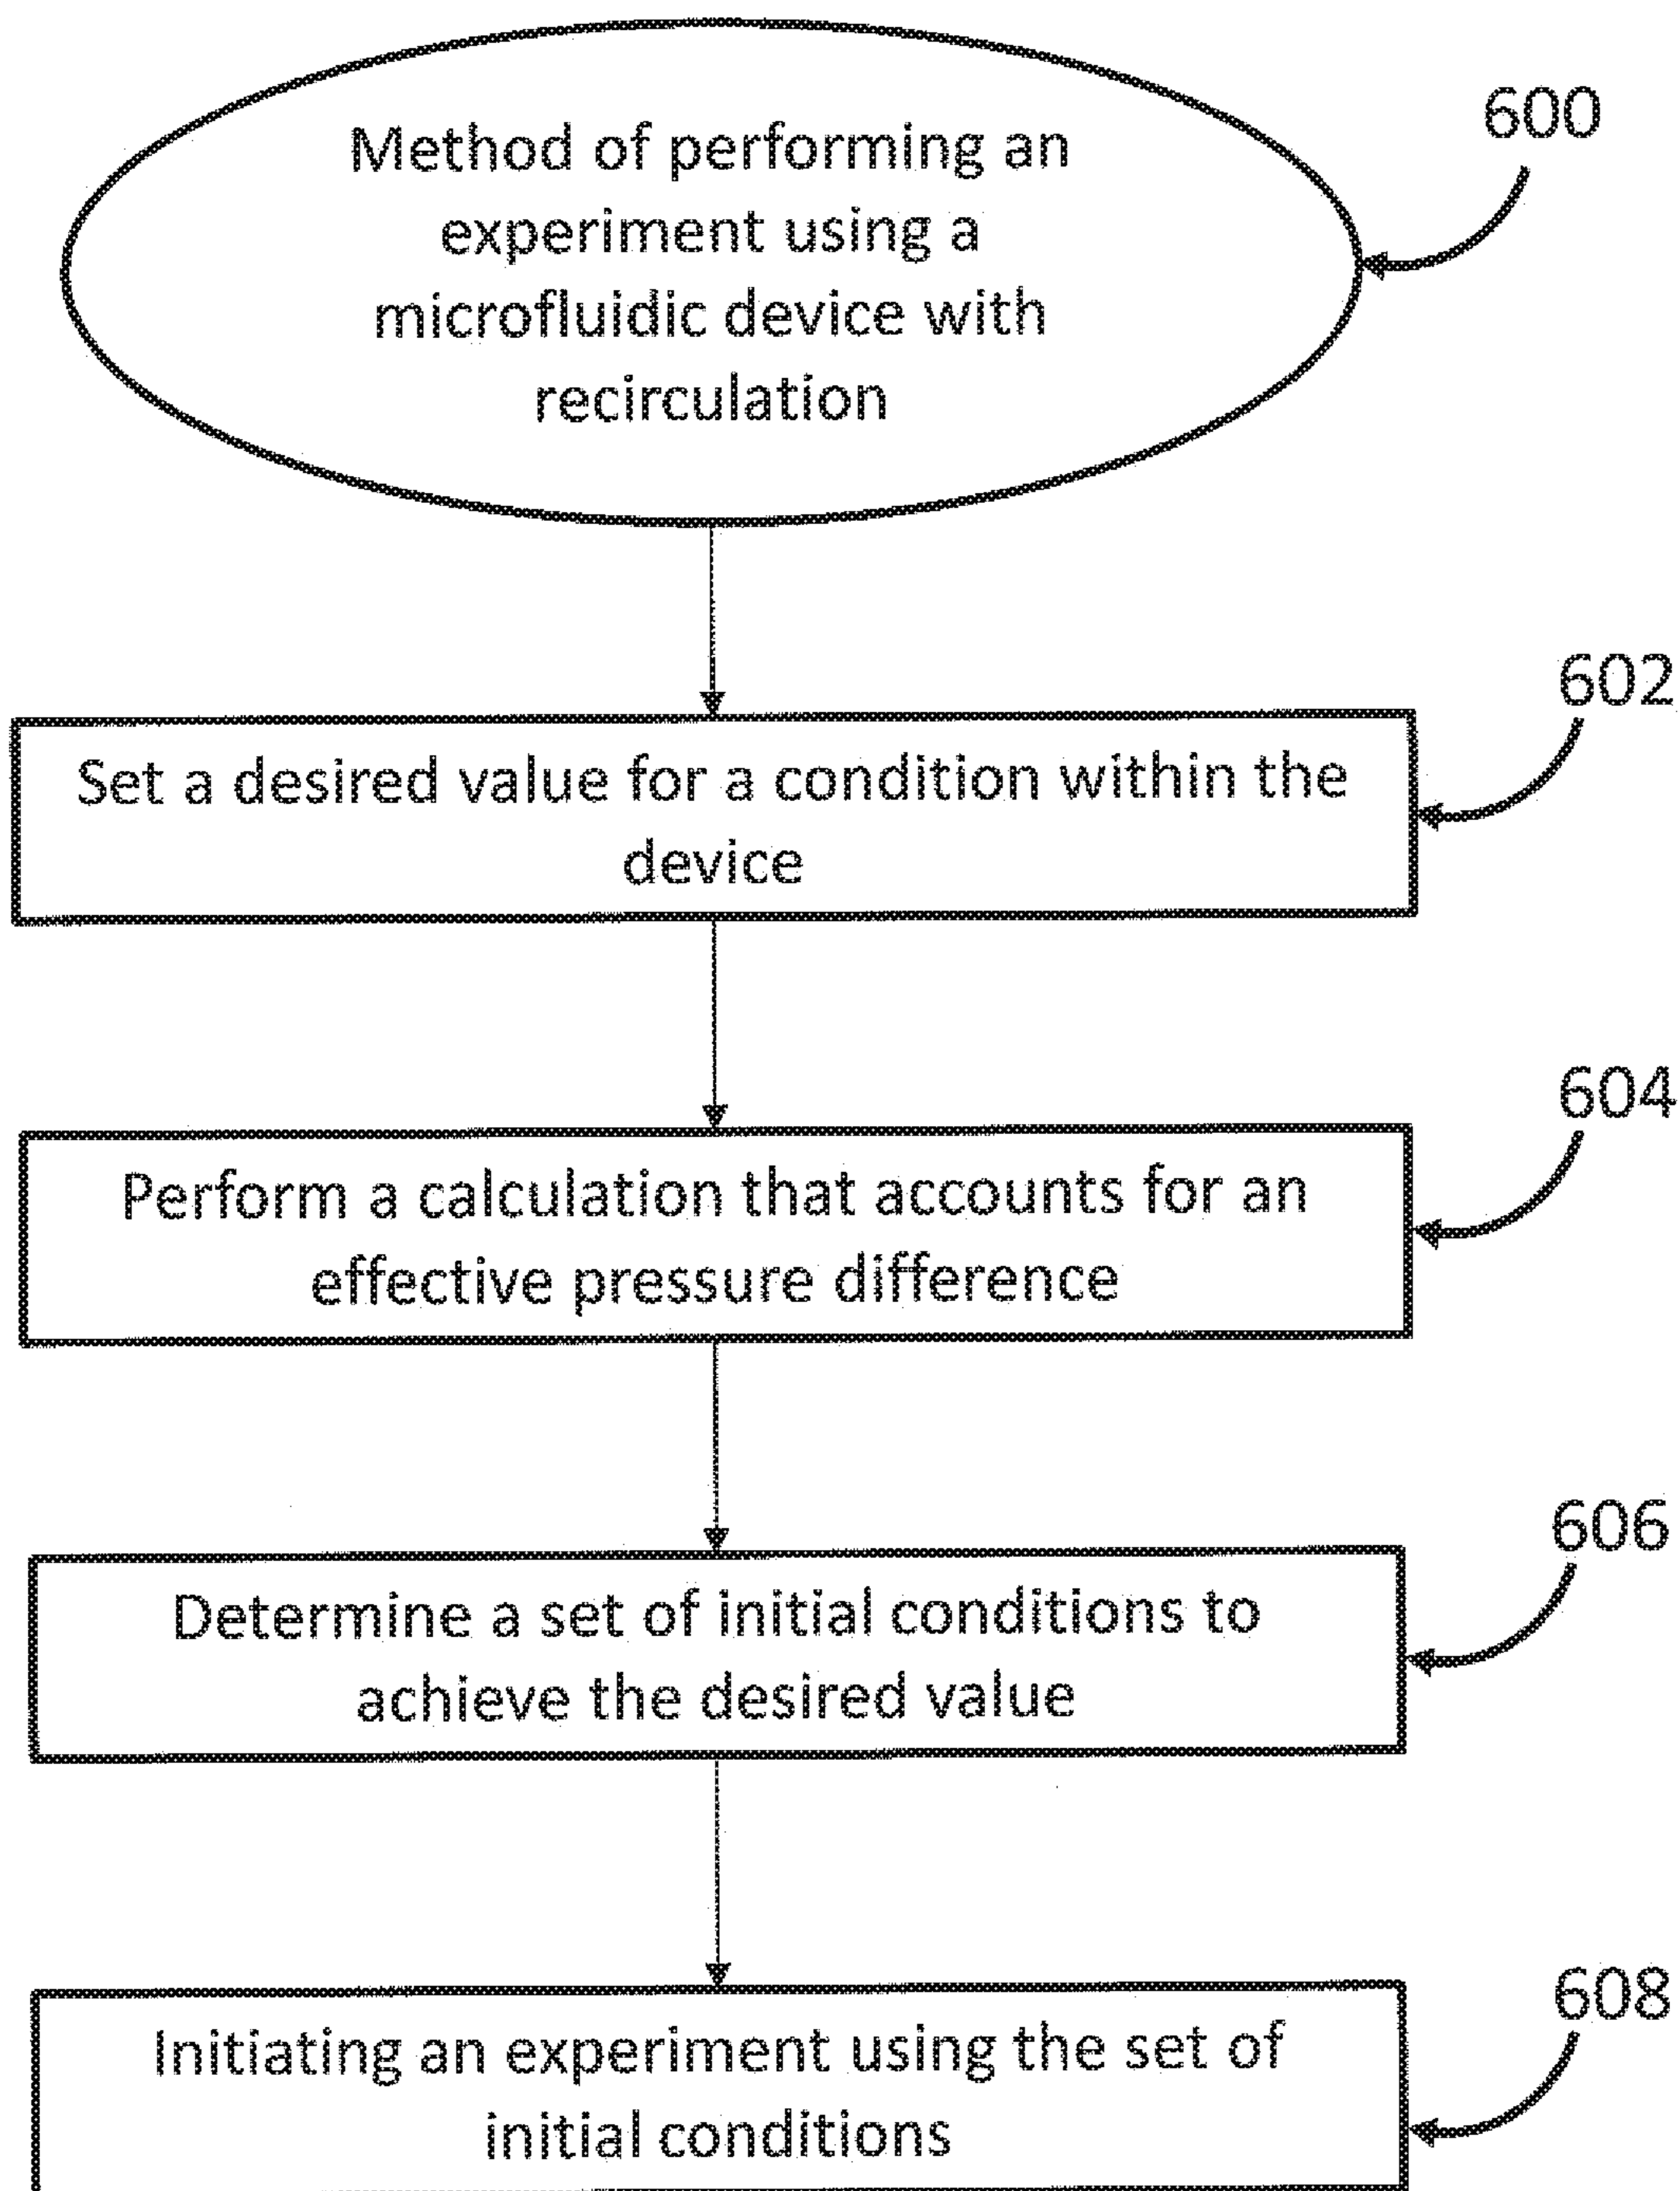 Method of performing an
experiment using a
microfluidic device with
recirculation
600
602
Set a desired value for a condition within the
device
604
Perform a calculation that accounts for an
effective pressure difference
606
Determine a set of initial conditions to
achieve the desired value
608
Initiating an experiment using the set of
initial conditions